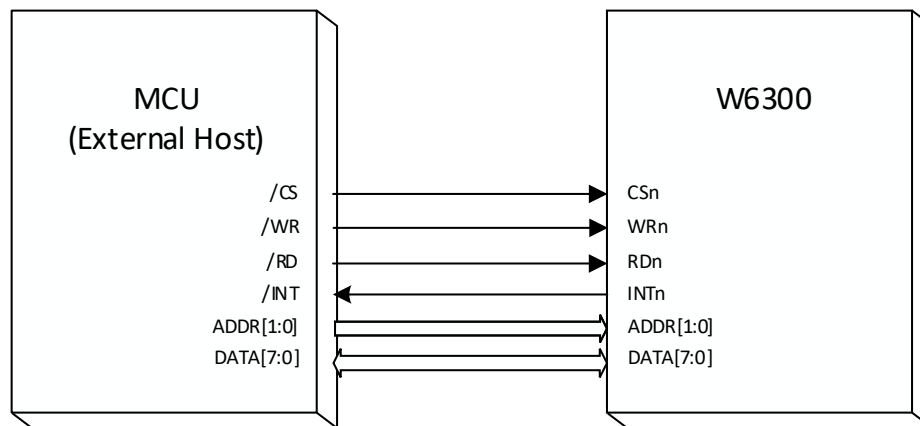 MCU
(External Host)
/CS
/WR
/RD
/INT
ADDR[1:0]
DATA[7:0]
W6300
CSn
WRn
RDn
INTn
ADDR[1:0]
DATA[7:0]